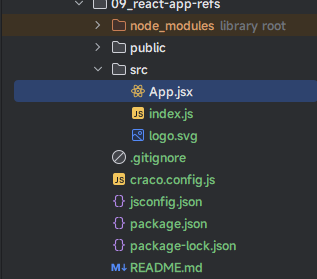 09_react-app-refs
node_modules library root
public
src
App.jsx
JS index.js
logo.svg
.gitignore
JS craco.config.js
{} jsconfig.json
{} package.json
{} package-lock.json
M↓ README.md